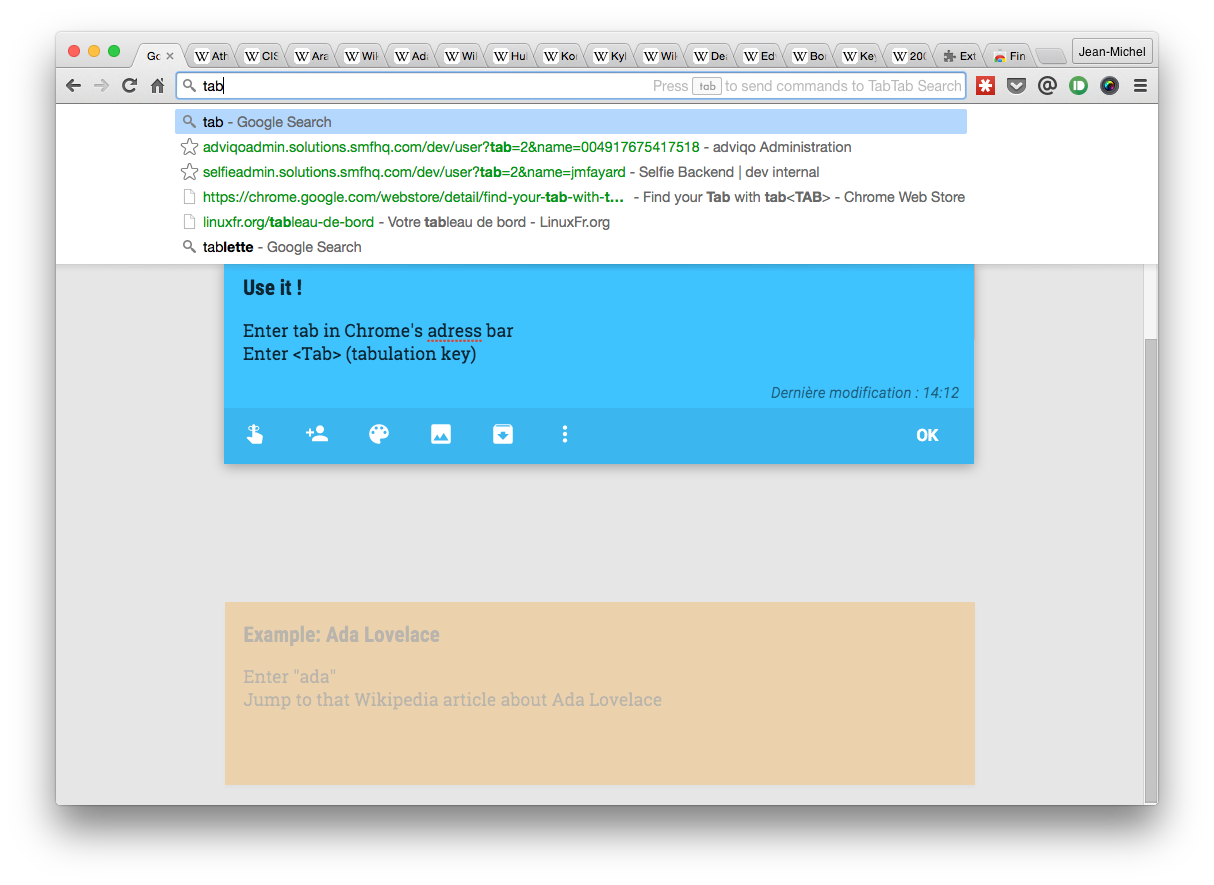 Go
Ath
CIS
Ara
Wik
Ada
Wil
Hu
Ko
Kyl
Wik
De
Ed
Bo
Key
200
Ext
Fin
Jean-Michel
tab
Press tab to send commands to TabTab Search
tab - Google Search
adviqoadmin.solutions.smfhq.com/dev/user?tab=2&name=004917675417518 - adviqo Administration
selfieadmin.solutions.smfhq.com/dev/user?tab=2&name=jmfayard - Selfie Backend | dev internal
https://chrome.google.com/webstore/detail/find-your-tab-with-t... - Find your Tab with tab<TAB> - Chrome Web Store
linuxfr.org/tableau-de-bord - Votre tableau de bord - LinuxFr.org
tablette - Google Search
Use it !
Enter tab in Chrome's adress bar
Enter <Tab> (tabulation key)
Dernière modification : 14:12
OK
Example: Ada Lovelace
Enter "ada"
Jump to that Wikipedia article about Ada Lovelace